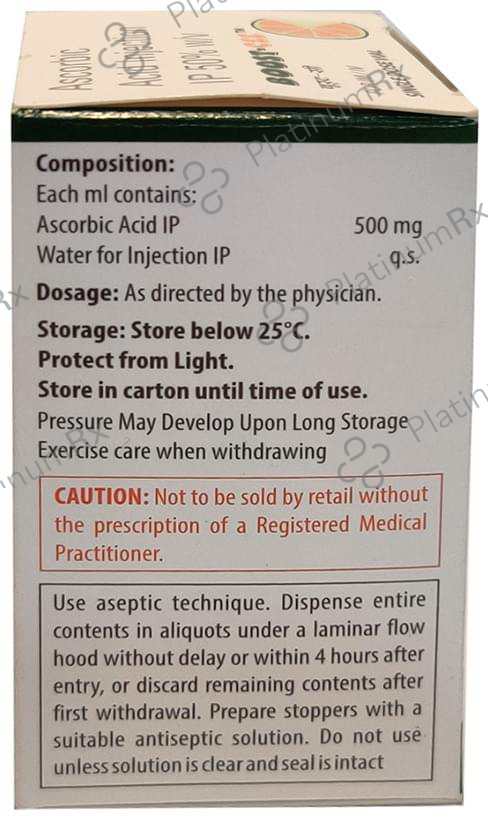 Ascorbic
Acid Injection
IP 50% w/v
Composition:
Each ml contains:
Ascorbic Acid IP 500 mg
Water for Injection IP q.s.
Dosage: As directed by the physician.
Storage: Store below 25°C.
Protect from Light.
Store in carton until time of use.
Pressure May Develop Upon Long Storage
Exercise care when withdrawing
CAUTION: Not to be sold by retail without
the prescription of a Registered Medical
Practitioner.
Use aseptic technique. Dispense entire
contents in aliquots under a laminar flow
hood without delay or within 4 hours after
entry, or discard remaining contents after
first withdrawal. Prepare stoppers with a
suitable antiseptic solution. Do not use
unless solution is clear and seal is intact
PlatinumRx
PlatinumRx